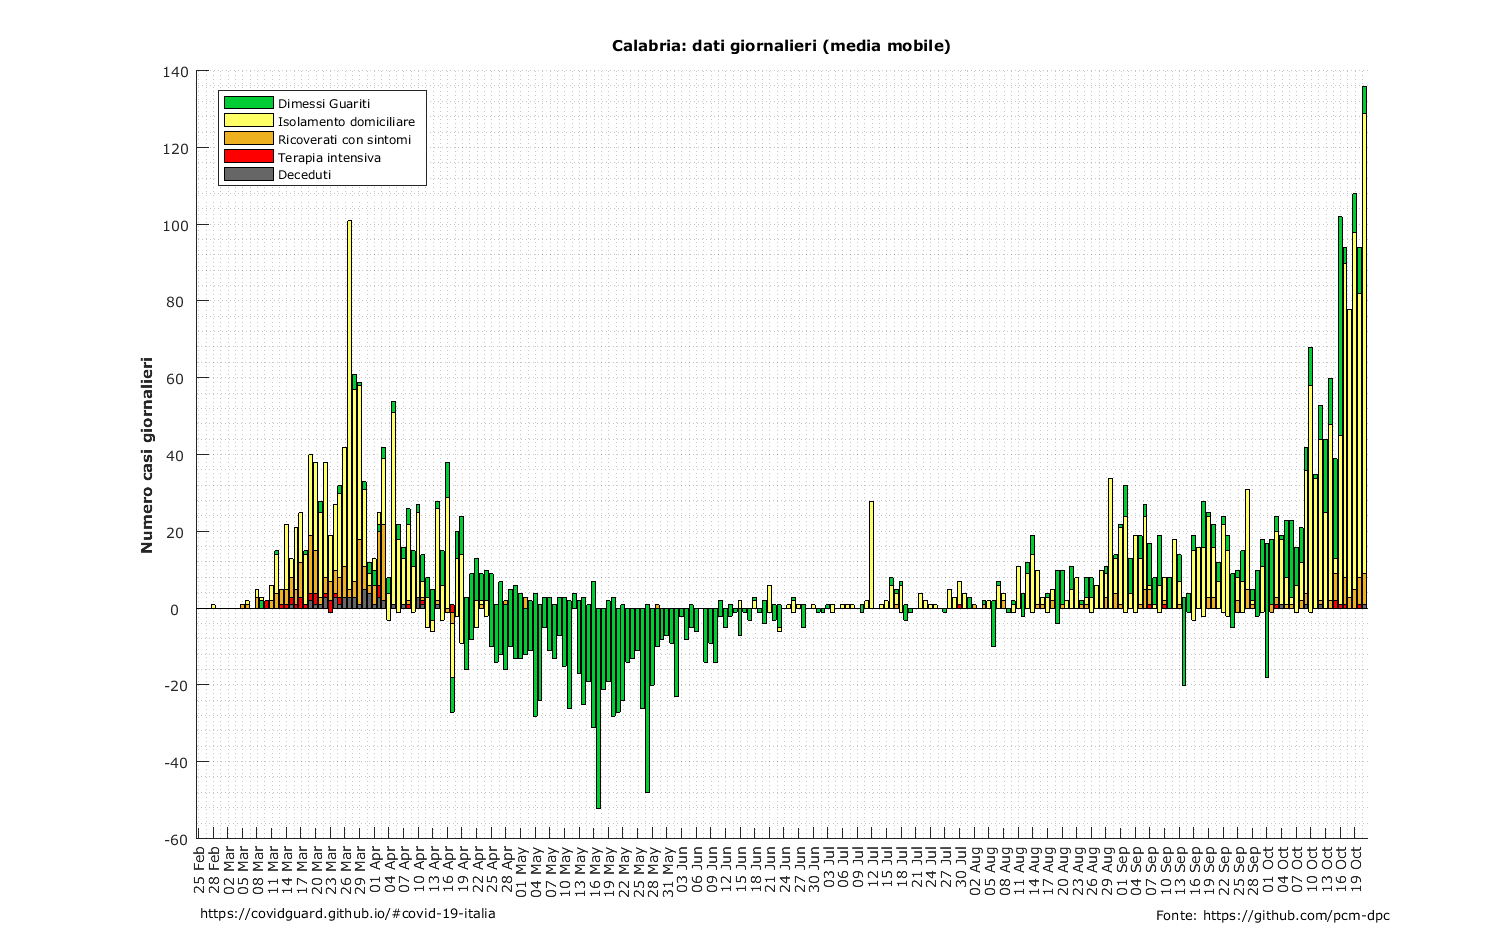 Calabria: dati giornalieri (media mobile)
140
120
100
80
60
40
20
0
-20
-40
-60
Numero casi giornalieri
Dimessi Guariti
Isolamento domiciliare
Ricoverati con sintomi
Terapia intensiva
Deceduti
25 Feb
28 Feb
02 Mar
05 Mar
08 Mar
11 Mar
14 Mar
17 Mar
20 Mar
23 Mar
26 Mar
29 Mar
01 Apr
04 Apr
07 Apr
10 Apr
13 Apr
16 Apr
19 Apr
22 Apr
25 Apr
28 Apr
01 May
04 May
07 May
10 May
13 May
16 May
19 May
22 May
25 May
28 May
31 May
03 Jun
06 Jun
09 Jun
12 Jun
15 Jun
18 Jun
21 Jun
24 Jun
27 Jun
30 Jun
03 Jul
06 Jul
09 Jul
12 Jul
15 Jul
18 Jul
21 Jul
24 Jul
27 Jul
30 Jul
02 Aug
05 Aug
08 Aug
11 Aug
14 Aug
17 Aug
20 Aug
23 Aug
26 Aug
29 Aug
01 Sep
04 Sep
07 Sep
10 Sep
13 Sep
16 Sep
19 Sep
22 Sep
25 Sep
28 Sep
01 Oct
04 Oct
07 Oct
10 Oct
13 Oct
16 Oct
19 Oct
https://covidguard.github.io/#covid-19-italia
Fonte: https://github.com/pcm-dpc